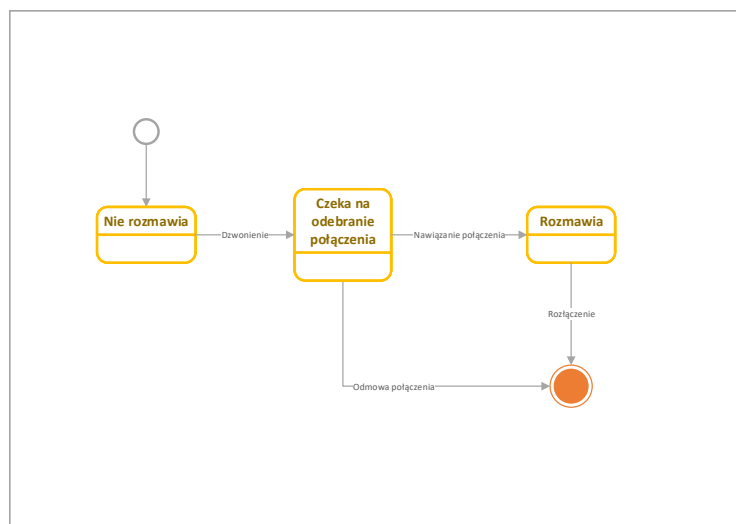 Nie rozmawia
Dzwonienie
Czeka na
odebranie
połączenia
Nawiązanie połączenia
Rozmawia
Rozłączenie
Odmowa połączenia